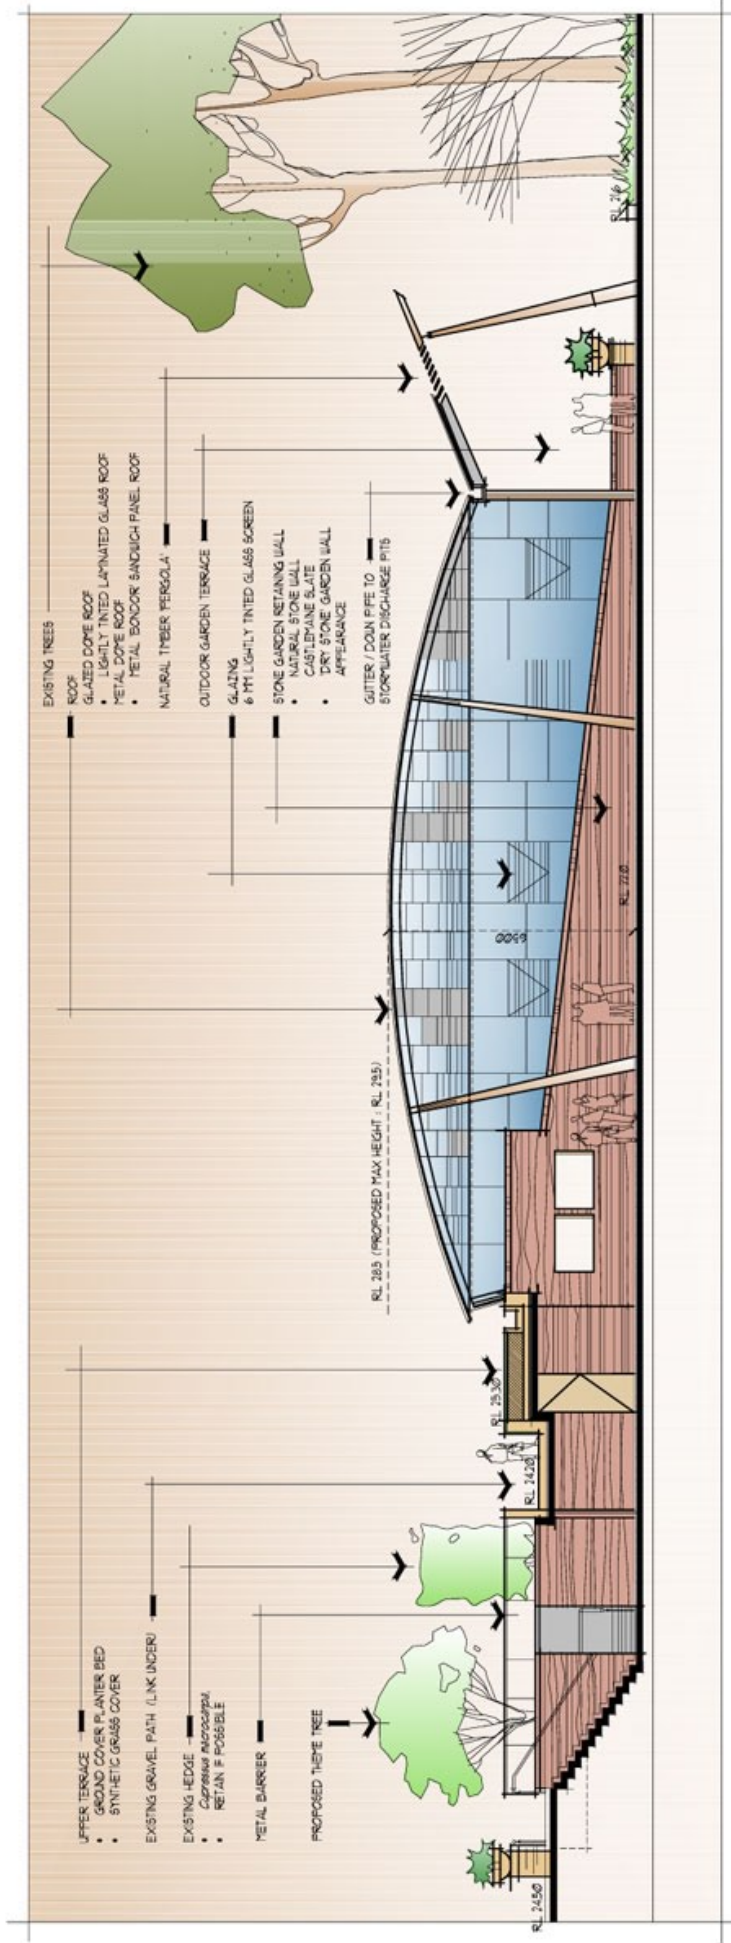 UPPER TERRACE
• GROUND COVER PLANTER BED
• SYNTHETIC GRASS COVER
EXISTING GRAVEL PATH (LINK UNDER)
EXISTING HEDGE
• Cupressus macrocarpa.
• RETAIN IF POSSIBLE
METAL BARRIER
PROPOSED THEME TREE
EXISTING TREES
ROOF
GLAZED DOME ROOF
• LIGHTLY TINTED LAMINATED GLASS ROOF
METAL DOME ROOF
• METAL 'BONDOR' SANDWICH PANEL ROOF
NATURAL TIMBER 'PERGOLA'
OUTDOOR GARDEN TERRACE
GLAZING
6 MM LIGHTLY TINTED GLASS SCREEN
STONE GARDEN RETAINING WALL
• NATURAL STONE WALL
CASTLEMAINE SLATE
• 'DRY STONE' GARDEN WALL
APPEARANCE
GUTTER / DOWN PIPE TO
STORMWATER DISCHARGE PITS
RL 28.5 (PROPOSED MAX HEIGHT : RL 29.5)
6500
RL 25.30
RL 24.20
RL 24.50
RL 22.0
RL 21.6